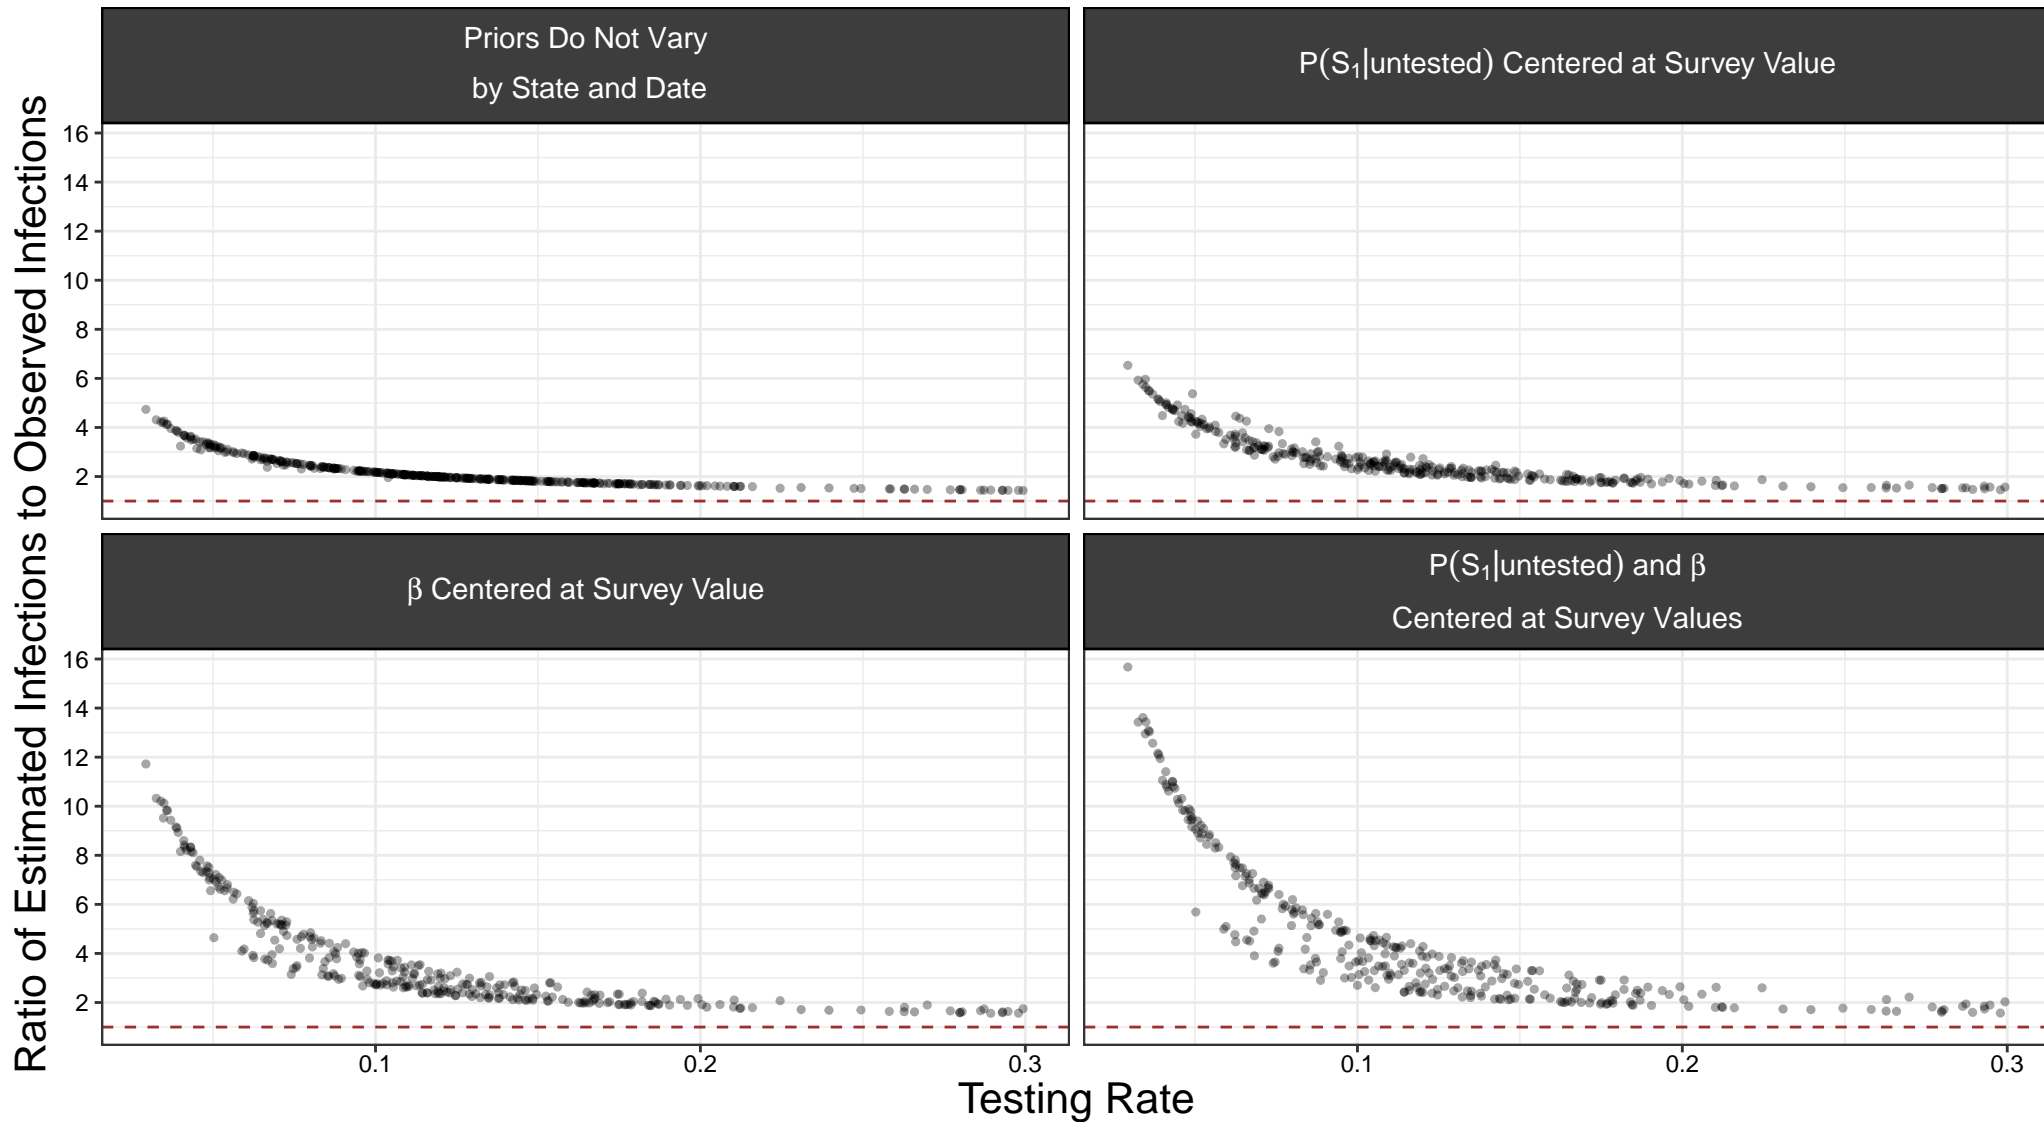 Ratio of Estimated Infections to Observed Infections
Priors Do Not Vary
by State and Date
P(S₁|untested) Centered at Survey Value
16
14
12
10
8
6
4
2
β Centered at Survey Value
P(S₁|untested) and β
Centered at Survey Values
16
14
12
10
8
6
4
2
0.1 0.2 0.3 0.1 0.2 0.3
Testing Rate